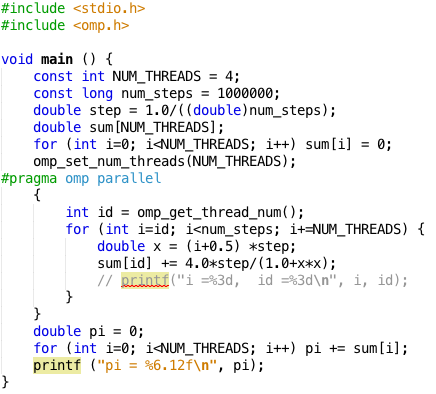 #include <stdio.h>
#include <omp.h>

void main () {
    const int NUM_THREADS = 4;
    const long num_steps = 1000000;
    double step = 1.0/((double)num_steps);
    double sum[NUM_THREADS];
    for (int i=0; i<NUM_THREADS; i++) sum[i] = 0;
    omp_set_num_threads(NUM_THREADS);
#pragma omp parallel
    {
        int id = omp_get_thread_num();
        for (int i=id; i<num_steps; i+=NUM_THREADS) {
            double x = (i+0.5) *step;
            sum[id] += 4.0*step/(1.0+x*x);
            // printf("i =%3d,  id =%3d\n", i, id);
        }
    }
    double pi = 0;
    for (int i=0; i<NUM_THREADS; i++) pi += sum[i];
    printf ("pi = %6.12f\n", pi);
}